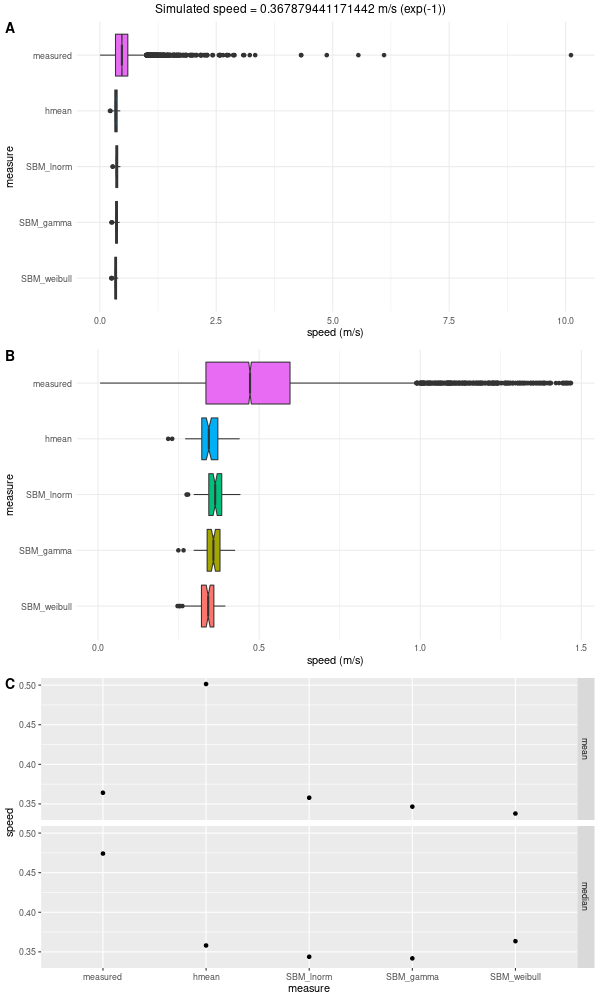 Simulated speed = 0.367879441171442 m/s (exp(-1))
A
measure
measured
hmean
SBM_lnorm
SBM_gamma
SBM_weibull
0.0 2.5 5.0 7.5 10.0
speed (m/s)
B
measure
measured
hmean
SBM_lnorm
SBM_gamma
SBM_weibull
0.0 0.5 1.0 1.5
speed (m/s)
C
speed
0.50
0.45
0.40
0.35
mean
0.50
0.45
0.40
0.35
median
measured hmean SBM_lnorm SBM_gamma SBM_weibull
measure